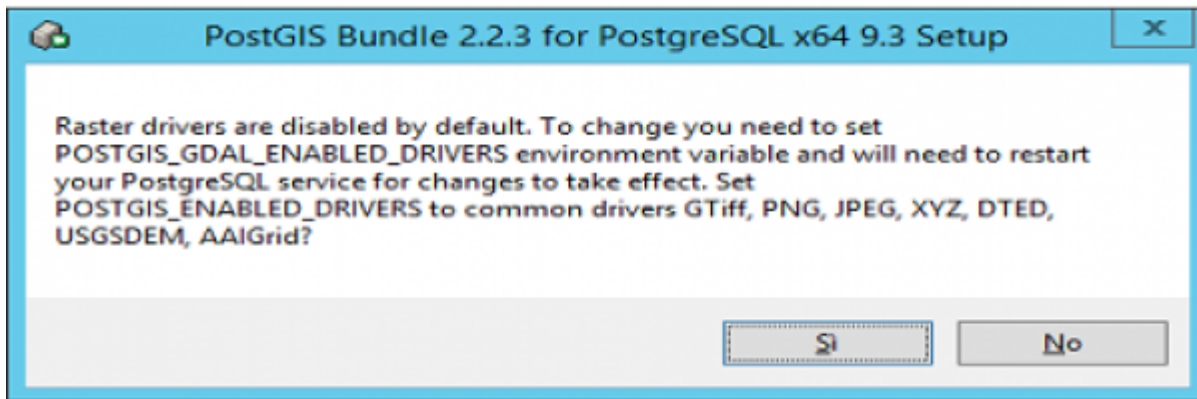 PostGIS Bundle 2.2.3 for PostgreSQL x64 9.3 Setup
x
Raster drivers are disabled by default. To change you need to set
POSTGIS_GDAL_ENABLED_DRIVERS environment variable and will need to restart
your PostgreSQL service for changes to take effect. Set
POSTGIS_ENABLED_DRIVERS to common drivers GTiff, PNG, JPEG, XYZ, DTED,
USGSDEM, AAIGrid?
Sì
No